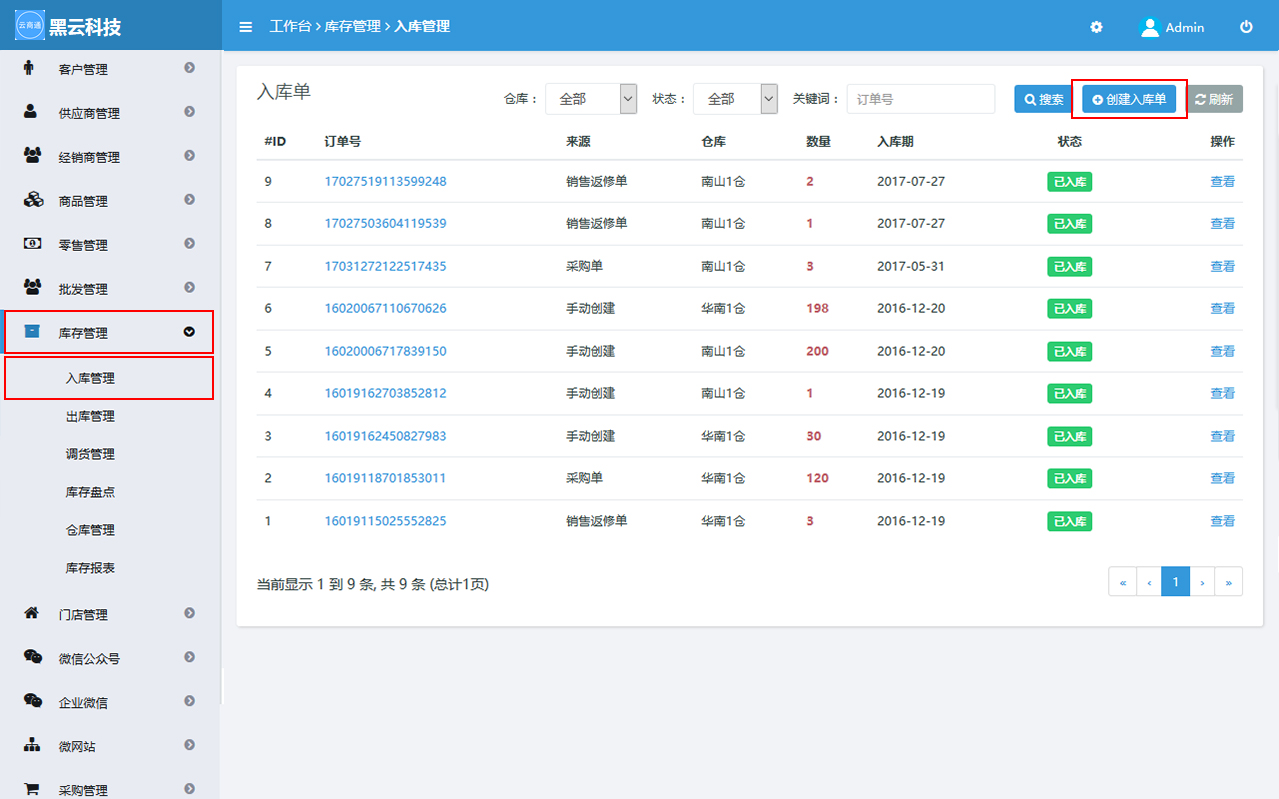 云商通 黑云科技
工作台 > 库存管理 > 入库管理
Admin
客户管理
供应商管理
经销商管理
商品管理
零售管理
批发管理
库存管理
入库管理
出库管理
调货管理
库存盘点
仓库管理
库存报表
门店管理
微信公众号
企业微信
微网站
采购管理
入库单
仓库： 全部 状态： 全部 关键词： 订单号 搜索 创建入库单 刷新
#ID 订单号 来源 仓库 数量 入库期 状态 操作
9 17027519113599248 销售返修单 南山1仓 2 2017-07-27 已入库 查看
8 17027503604119539 销售返修单 南山1仓 1 2017-07-27 已入库 查看
7 17031272122517435 采购单 南山1仓 3 2017-05-31 已入库 查看
6 16020067110670626 手动创建 华南1仓 198 2016-12-20 已入库 查看
5 16020006717839150 手动创建 南山1仓 200 2016-12-20 已入库 查看
4 16019162703852812 手动创建 南山1仓 1 2016-12-19 已入库 查看
3 16019162450827983 手动创建 华南1仓 30 2016-12-19 已入库 查看
2 16019118701853011 采购单 华南1仓 120 2016-12-19 已入库 查看
1 16019115025552825 销售返修单 华南1仓 3 2016-12-19 已入库 查看
当前显示 1 到 9 条, 共 9 条 (总计1页)
« ‹ 1 › »